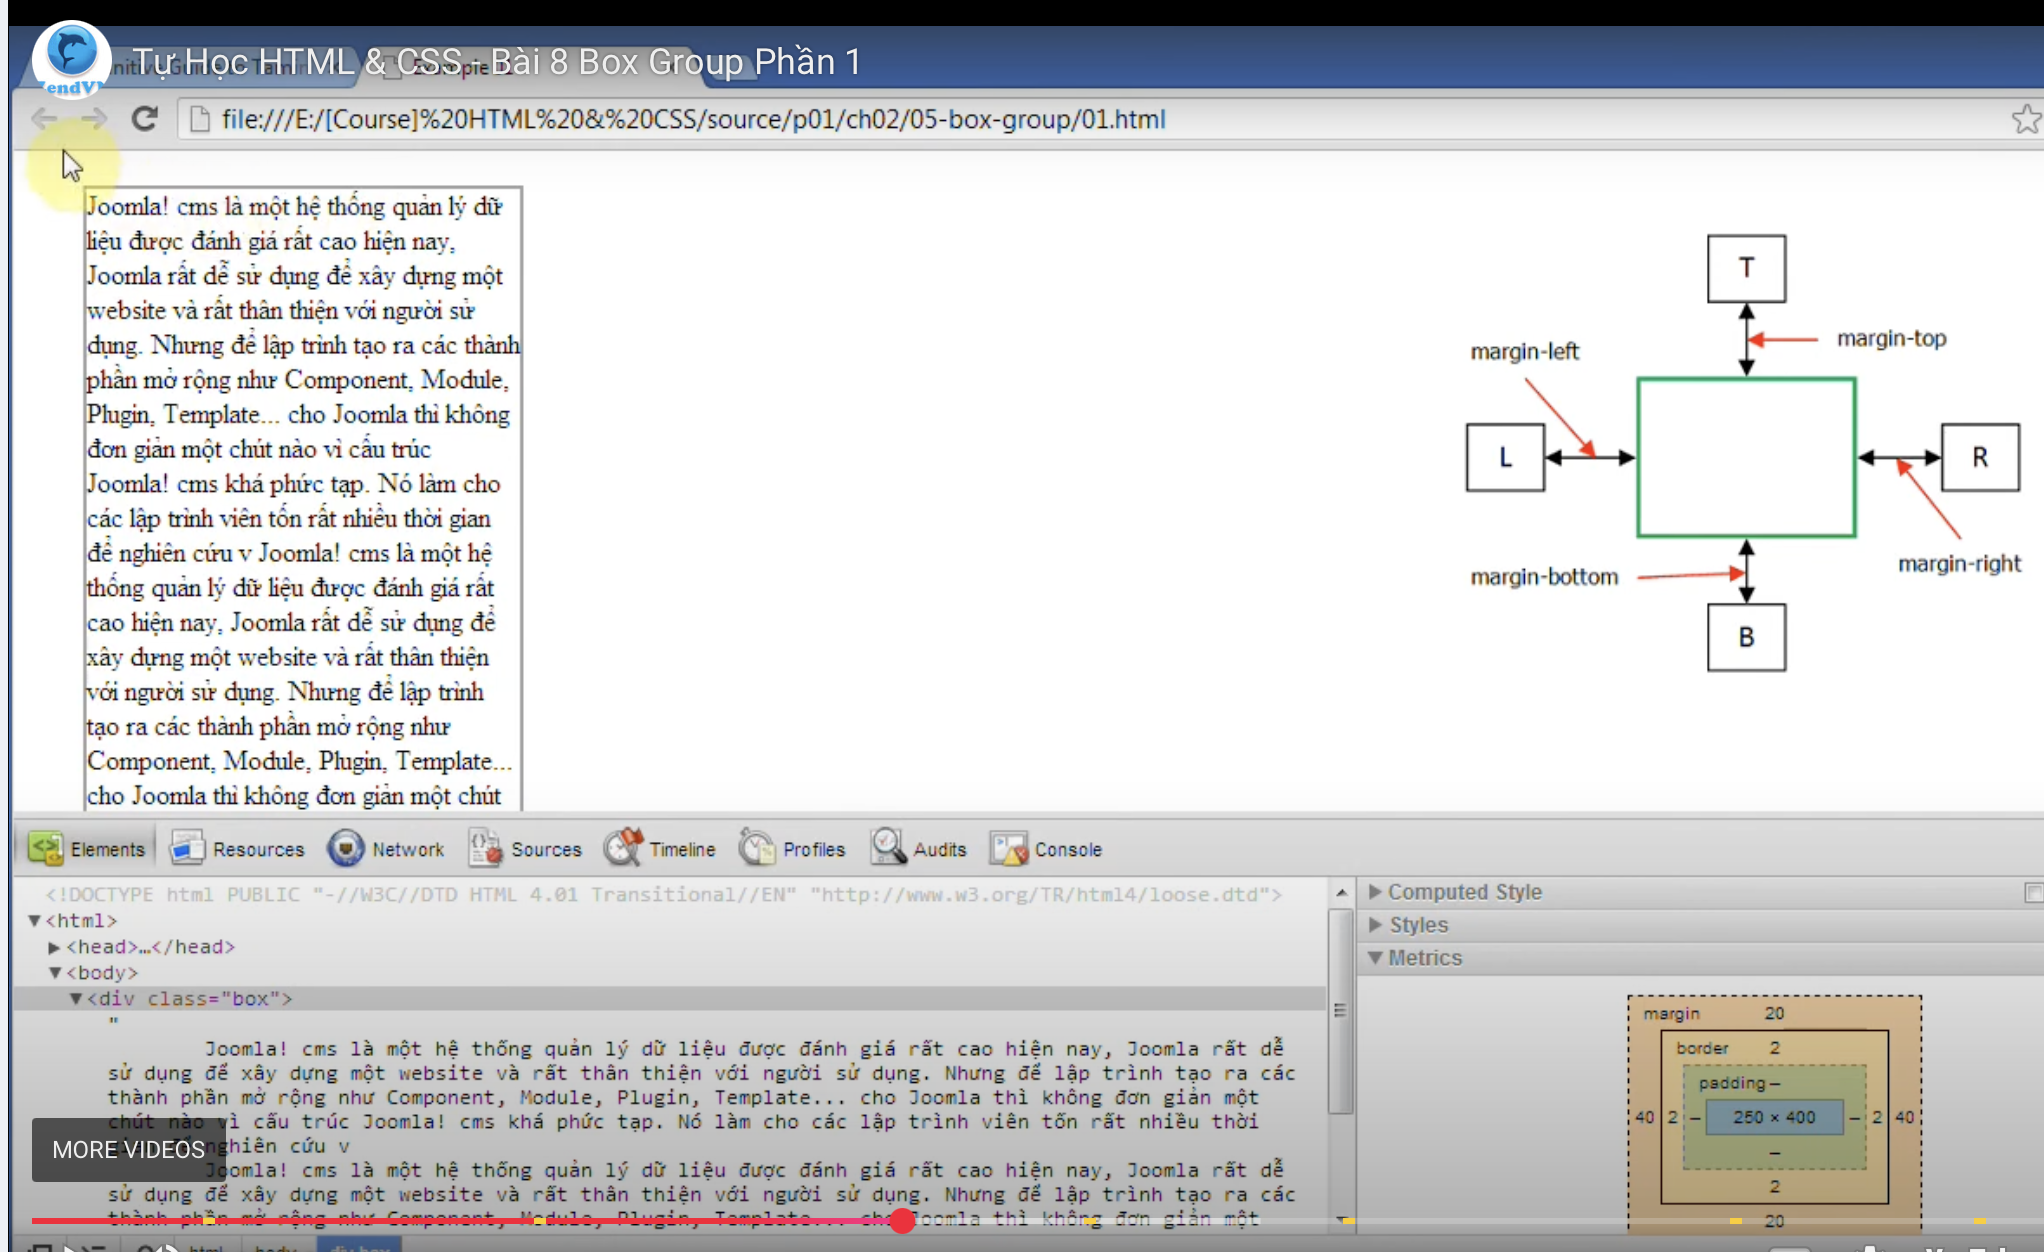 Tự Học HTML & CSS - Bài 8 Box Group Phần 1
endV
file:///E:/[Course]%20HTML%20&%20CSS/source/p01/ch02/05-box-group/01.html
Joomla! cms là một hệ thống quản lý dữ
liệu được đánh giá rất cao hiện nay,
Joomla rất dễ sử dụng để xây dựng một
website và rất thân thiện với người sử
dụng. Nhưng để lập trình tạo ra các thành
phần mở rộng như Component, Module,
Plugin, Template... cho Joomla thì không
đơn giản một chút nào vì cấu trúc
Joomla! cms khá phức tạp. Nó làm cho
các lập trình viên tốn rất nhiều thời gian
để nghiên cứu v Joomla! cms là một hệ
thống quản lý dữ liệu được đánh giá rất
cao hiện nay, Joomla rất dễ sử dụng để
xây dựng một website và rất thân thiện
với người sử dụng. Nhưng để lập trình
tạo ra các thành phần mở rộng như
Component, Module, Plugin, Template...
cho Joomla thì không đơn giản một chút
T
margin-top
margin-left
L
R
margin-right
margin-bottom
B
Elements Resources Network Sources Timeline Profiles Audits Console
<!DOCTYPE html PUBLIC "-//W3C//DTD HTML 4.01 Transitional//EN" "http://www.w3.org/TR/html4/loose.dtd">
<html>
<head>…</head>
<body>
<div class="box">
"
Joomla! cms là một hệ thống quản lý dữ liệu được đánh giá rất cao hiện nay, Joomla rất dễ
sử dụng để xây dựng một website và rất thân thiện với người sử dụng. Nhưng để lập trình tạo ra các
thành phần mở rộng như Component, Module, Plugin, Template... cho Joomla thì không đơn giản một
chút nào vì cấu trúc Joomla! cms khá phức tạp. Nó làm cho các lập trình viên tốn rất nhiều thời
nghiên cứu v
Joomla! cms là một hệ thống quản lý dữ liệu được đánh giá rất cao hiện nay, Joomla rất dễ
sử dụng để xây dựng một website và rất thân thiện với người sử dụng. Nhưng để lập trình tạo ra các
thành phần mở rộng như Component, Module, Plugin, Template... cho Joomla thì không đơn giản một
MORE VIDEOS
Computed Style
Styles
Metrics
margin 20
border 2
padding –
40 2 – 250 × 400 – 2 40
–
2
20
html body div.box